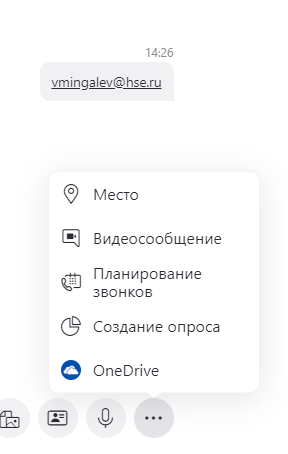 14:26
vmingalev@hse.ru
Место
Видеосообщение
Планирование
звонков
Создание опроса
OneDrive